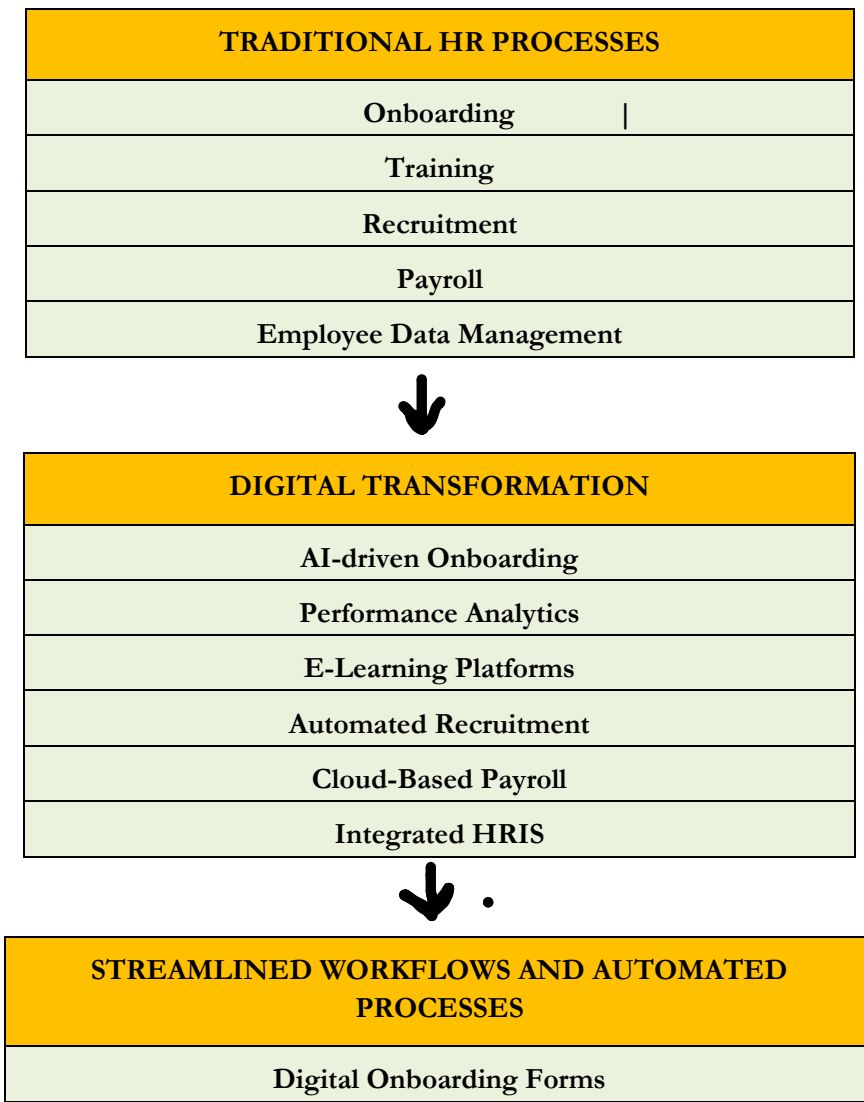 TRADITIONAL HR PROCESSES
Onboarding |
Training
Recruitment
Payroll
Employee Data Management
DIGITAL TRANSFORMATION
AI-driven Onboarding
Performance Analytics
E-Learning Platforms
Automated Recruitment
Cloud-Based Payroll
Integrated HRIS
STREAMLINED WORKFLOWS AND AUTOMATED
PROCESSES
Digital Onboarding Forms